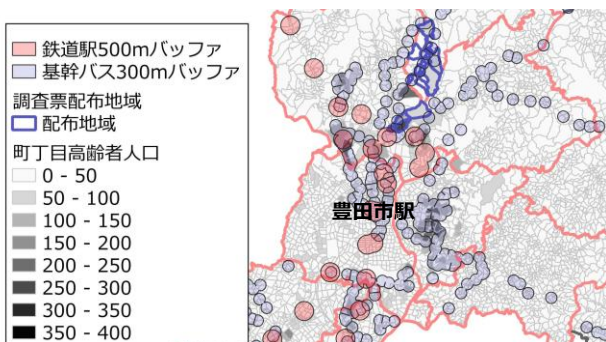 鉄道駅500mバッファ
基幹バス300mバッファ
調査票配布地域
配布地域
町丁目高齢者人口
0 - 50
50 - 100
100 - 150
150 - 200
200 - 250
250 - 300
300 - 350
350 - 400
豊田市駅